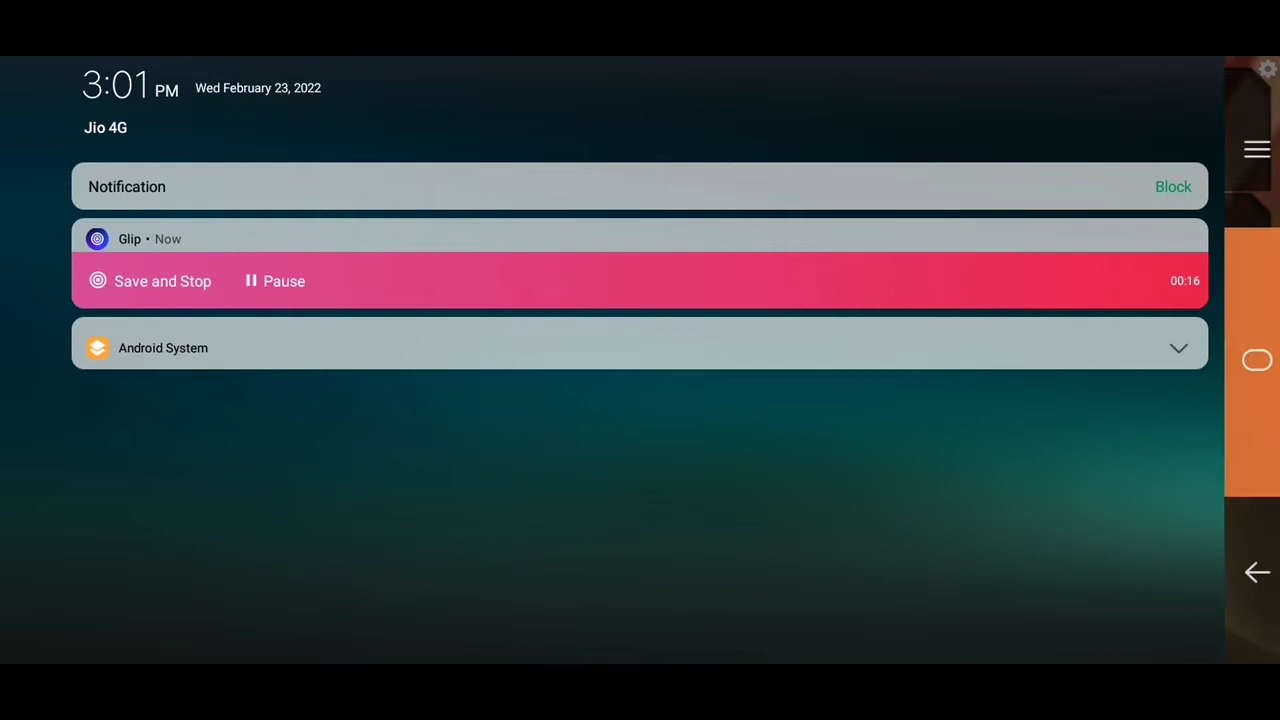 3:01 PM Wed February 23, 2022
Jio 4G
Notification Block
Glip • Now
Save and Stop Pause 00:16
Android System